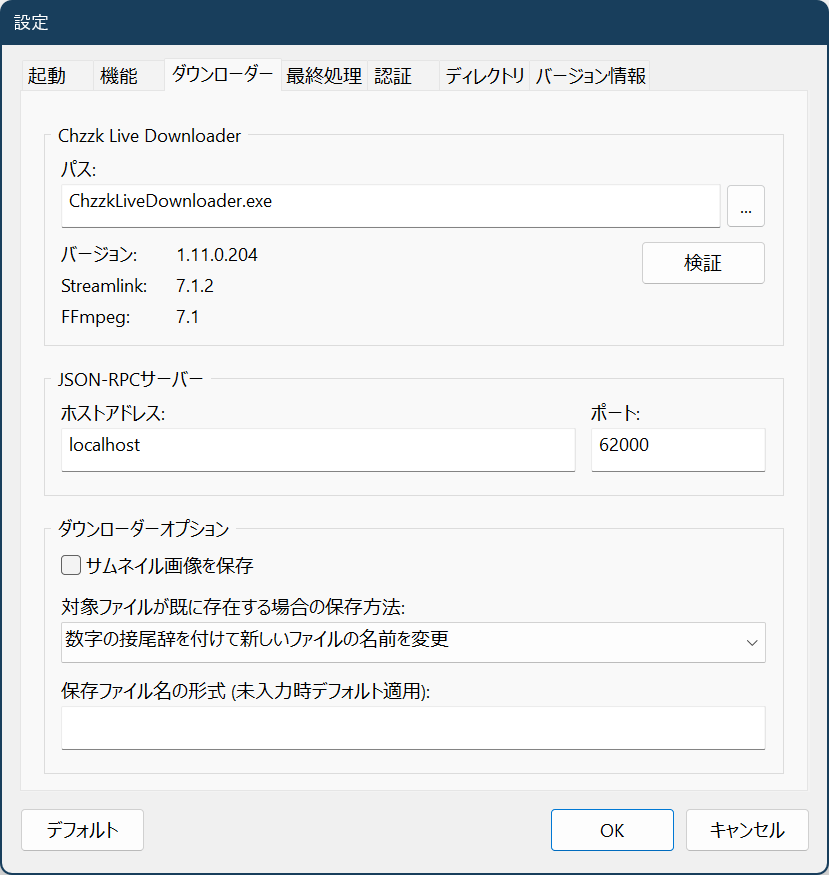 設定
起動 機能 ダウンローダー 最終処理 認証 ディレクトリ バージョン情報
Chzzk Live Downloader
パス:
ChzzkLiveDownloader.exe ...
バージョン: 1.11.0.204 検証
Streamlink: 7.1.2
FFmpeg: 7.1
JSON-RPCサーバー
ホストアドレス: ポート:
localhost 62000
ダウンローダーオプション
サムネイル画像を保存
対象ファイルが既に存在する場合の保存方法:
数字の接尾辞を付けて新しいファイルの名前を変更
保存ファイル名の形式 (未入力時デフォルト適用):
デフォルト OK キャンセル